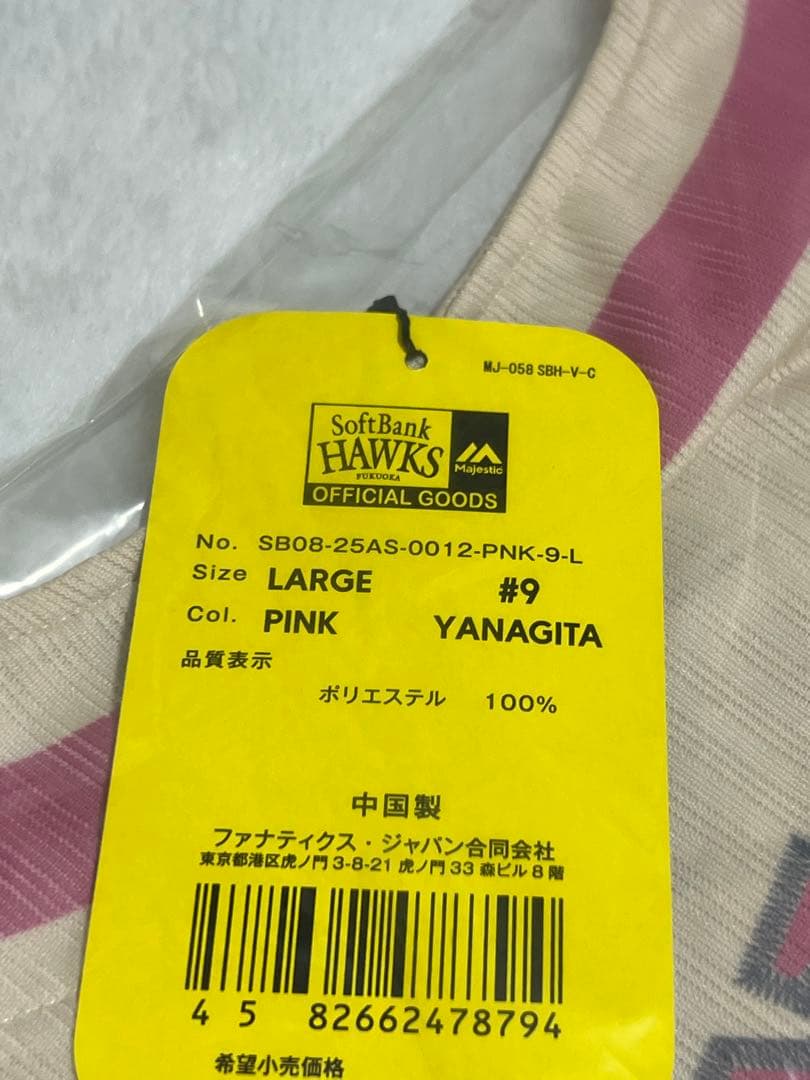 MJ-058 SBH-V-C
SoftBank
HAWKS
FUKUOKA
Majestic
OFFICIAL GOODS
No. SB08-25AS-0012-PNK-9-L
Size LARGE #9
Col. PINK YANAGITA
品質表示
ポリエステル 100%
中国製
ファナティクス・ジャパン合同会社
東京都港区虎ノ門 3-8-21 虎ノ門 33 森ビル 8 階
4 5 82662478794
希望小売価格